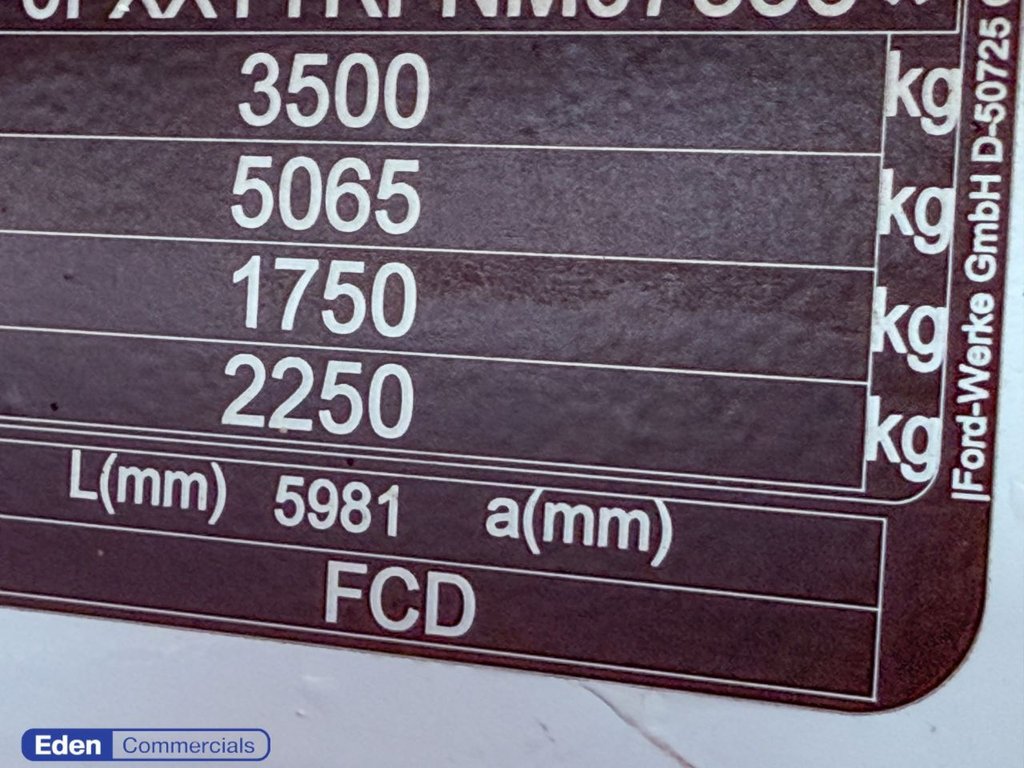 3500 kg
5065 kg
1750 kg
2250 kg
L(mm) 5981 a(mm)
FCD
Ford-Werke GmbH D-50725
Eden Commercials